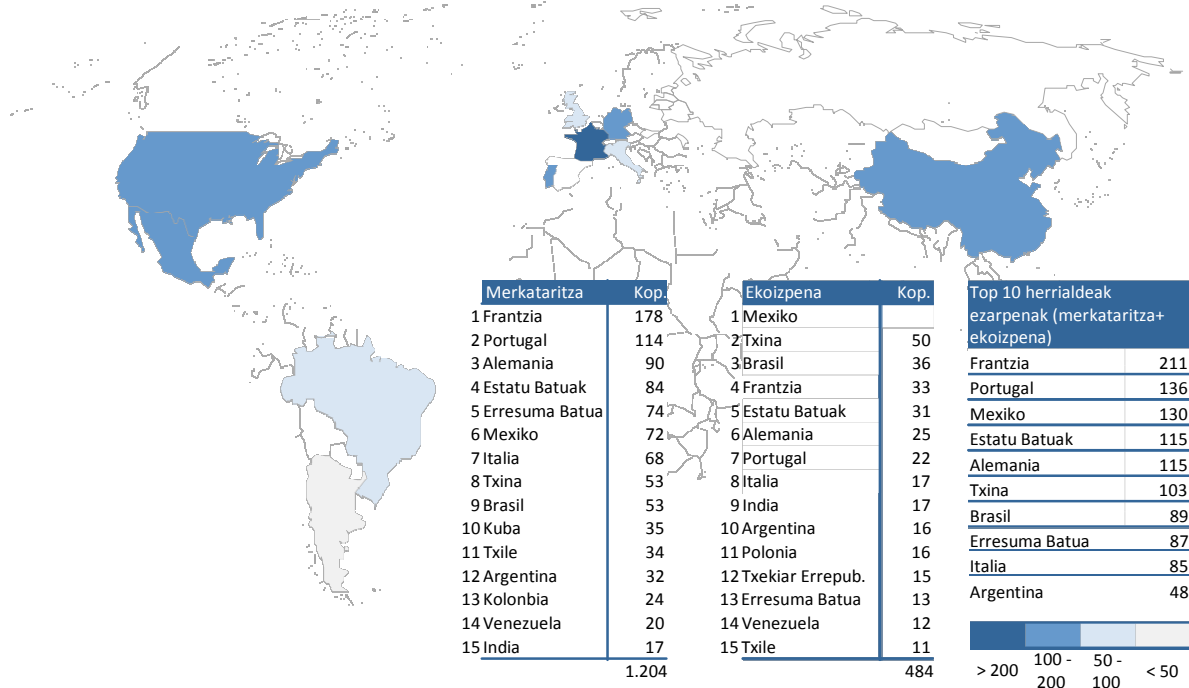 Merkataritza Kop.
1 Frantzia 178
2 Portugal 114
3 Alemania 90
4 Estatu Batuak 84
5 Erresuma Batua 74
6 Mexiko 72
7 Italia 68
8 Txina 53
9 Brasil 53
10 Kuba 35
11 Txile 34
12 Argentina 32
13 Kolonbia 24
14 Venezuela 20
15 India 17
1.204
Ekoizpena Kop.
1 Mexiko
2 Txina 50
3 Brasil 36
4 Frantzia 33
5 Estatu Batuak 31
6 Alemania 25
7 Portugal 22
8 Italia 17
9 India 17
10 Argentina 16
11 Polonia 16
12 Txekiar Errepub. 15
13 Erresuma Batua 13
14 Venezuela 12
15 Txile 11
484
Top 10 herrialdeak
ezarpenak (merkataritza+
ekoizpena)
Frantzia 211
Portugal 136
Mexiko 130
Estatu Batuak 115
Alemania 115
Txina 103
Brasil 89
Erresuma Batua 87
Italia 85
Argentina 48
> 200
100 -
200
50 -
100
< 50